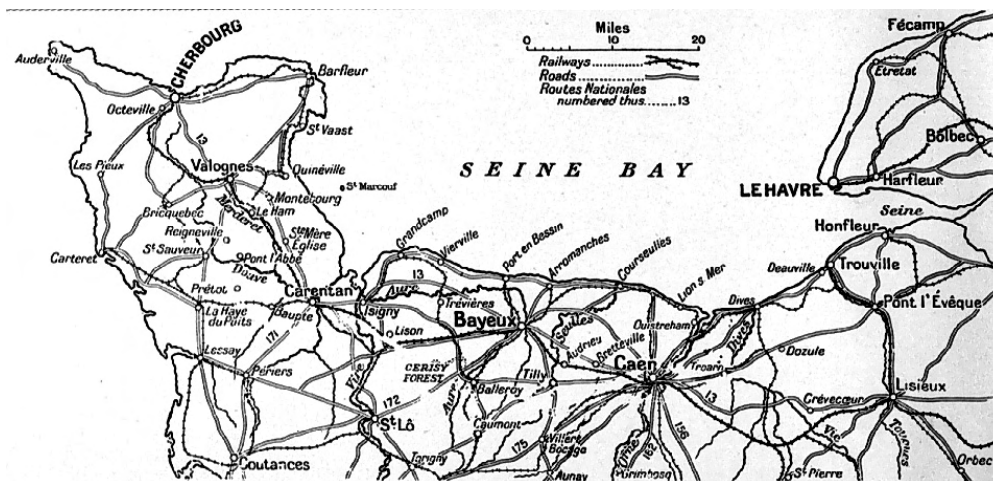 Miles
0 10 20
Railways
Roads
Routes Nationales
numbered thus 13
Fécamp
Etretat
Bolbec
Harfleur
LE HAVRE
Seine
Honfleur
Deauville
Trouville
Pont l'Évêque
SEINE BAY
Auderville
CHERBOURG
Barfleur
Octeville
13
St Vaast
Les Pieux
Valognes
Quinéville
St Marcouf
Montebourg
Bricquebec
Merderet
Le Ham
Reigneville
Ste Mère
Eglise
St Sauveur
Pont l'Abbé
Carteret
Douve
Prétot
Carentan
La Haye
du Puits
Baupte
171
Lessay
Périers
Coutances
Grandcamp
Vierville
Port en Bessin
Arromanches
Courseulles
Lion s. Mer
13
Aure
Isigny
Trévières
Lison
Bayeux
Seulles
Ouistreham
Dives
Dives
Audrieu
Bretteville
Caen
Troarn
Dozule
Vire
CERISY
FOREST
Aure
Balleroy
Tilly
172
St Lô
Caumont
175
Villers
Bocage
Torigny
Aunay
Orne
162
156
Grimbosq
13
Crèvecœur
Lisieux
Vie
Touques
St Pierre
Orbec